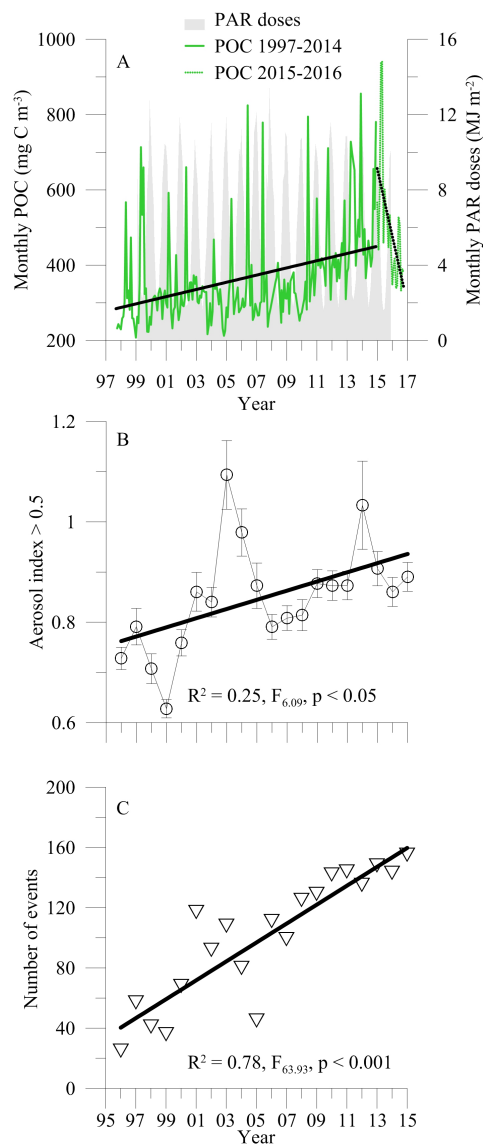 PAR doses
POC 1997-2014
POC 2015-2016
A
Monthly POC (mg C m-3)
1000
800
600
400
200
Monthly PAR doses (MJ m-2)
16
12
8
4
0
97 99 01 03 05 07 09 11 13 15 17
Year
B
Aerosol index > 0.5
1.2
1
0.8
0.6
R2 = 0.25, F6.09, p < 0.05
C
Number of events
200
160
120
80
40
0
R2 = 0.78, F63.93, p < 0.001
95 97 99 01 03 05 07 09 11 13 15
Year